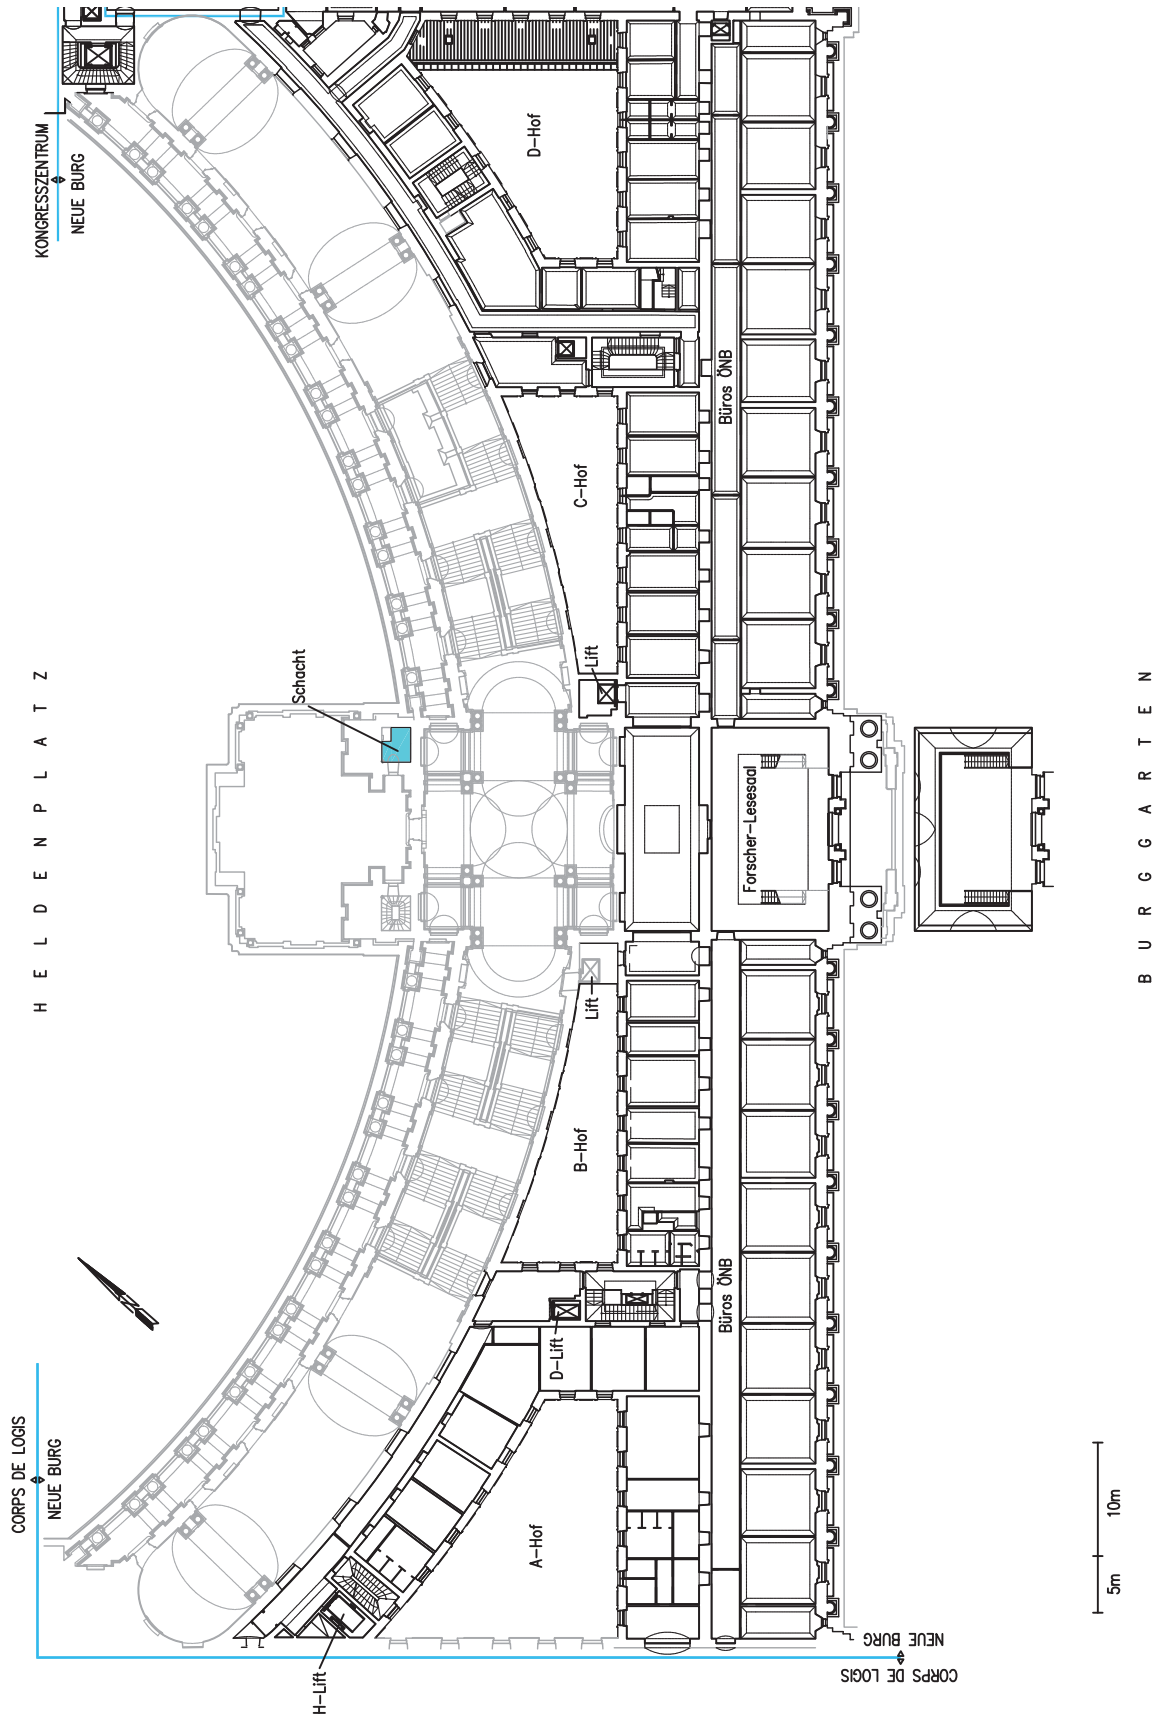 KONGRESSZENTRUM
NEUE BURG
D-Hof
Büros ÖNB
C-Hof
Lift
Schacht
HELDENPLATZ
BURGGARTEN
Forscher-Lesesaal
Lift
B-Hof
Büros ÖNB
D-Lift
CORPS DE LOGIS
NEUE BURG
A-Hof
10m
5m
H-Lift
NEUE BURG
CORPS DE LOGIS